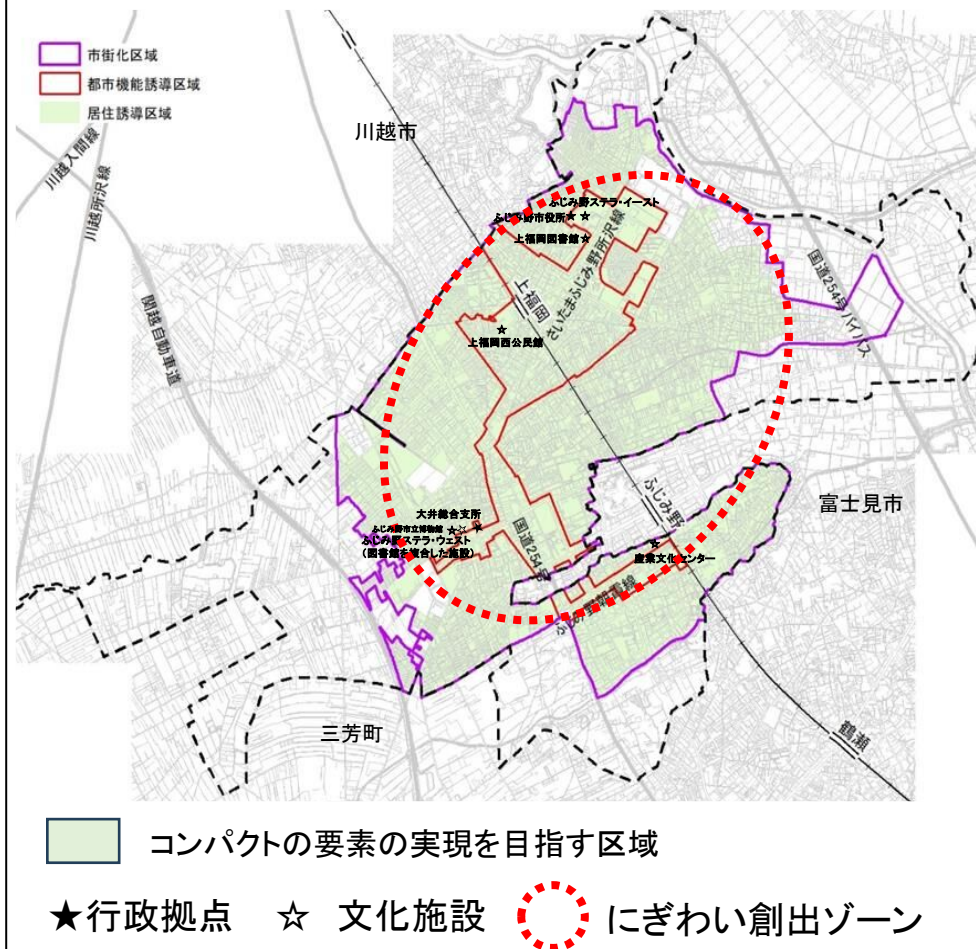 市街化区域
都市機能誘導区域
居住誘導区域
川越市
川越入間線
川越所沢線
関越自動車道
ふじみ野ステラ・イースト
ふじみ野市役所★ ☆
上福岡図書館☆
さいたまふじみ野所沢線
上福岡
☆
上福岡西公民館
国道254号バイパス
大井総合支所
ふじみ野市立博物館 ★☆ ★
ふじみ野ステラ・ウェスト
(図書館を複合した施設)
国道254号
ふじみ野
富士見市
☆
産業文化センター
三芳町
鶴瀬
コンパクトの要素の実現を目指す区域
★行政拠点 ☆ 文化施設 にぎわい創出ゾーン